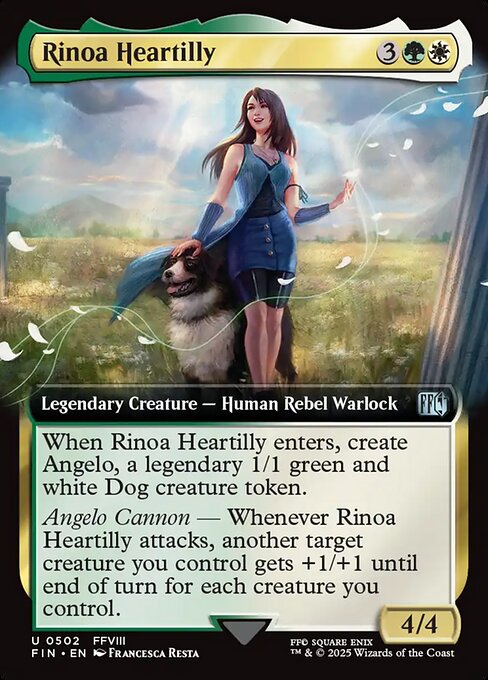 Rinoa Heartilly 3
Legendary Creature — Human Rebel Warlock
When Rinoa Heartilly enters, create
Angelo, a legendary 1/1 green and
white Dog creature token.
Angelo Cannon — Whenever Rinoa
Heartilly attacks, another target
creature you control gets +1/+1 until
end of turn for each creature you
control.
4/4
U 0502 FFVIII
FIN • EN Francesca Resta
FF© SQUARE ENIX
™ & © 2025 Wizards of the Coast